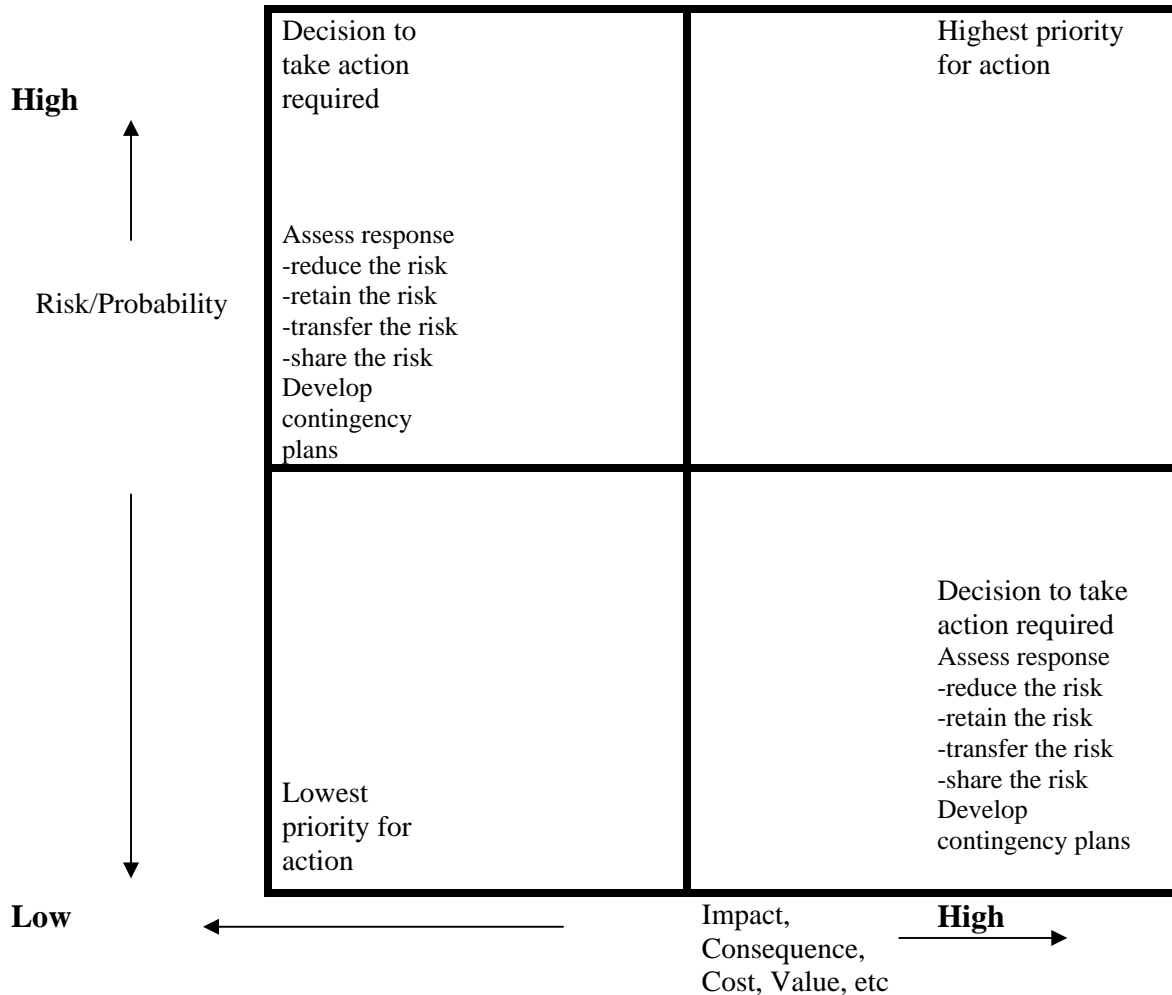 Decision to
take action
required
Highest priority
for action
High
Assess response
-reduce the risk
-retain the risk
-transfer the risk
-share the risk
Develop
contingency
plans
Risk/Probability
Decision to take
action required
Assess response
-reduce the risk
-retain the risk
-transfer the risk
-share the risk
Develop
contingency plans
Lowest
priority for
action
Low
Impact,
Consequence,
Cost, Value, etc
High